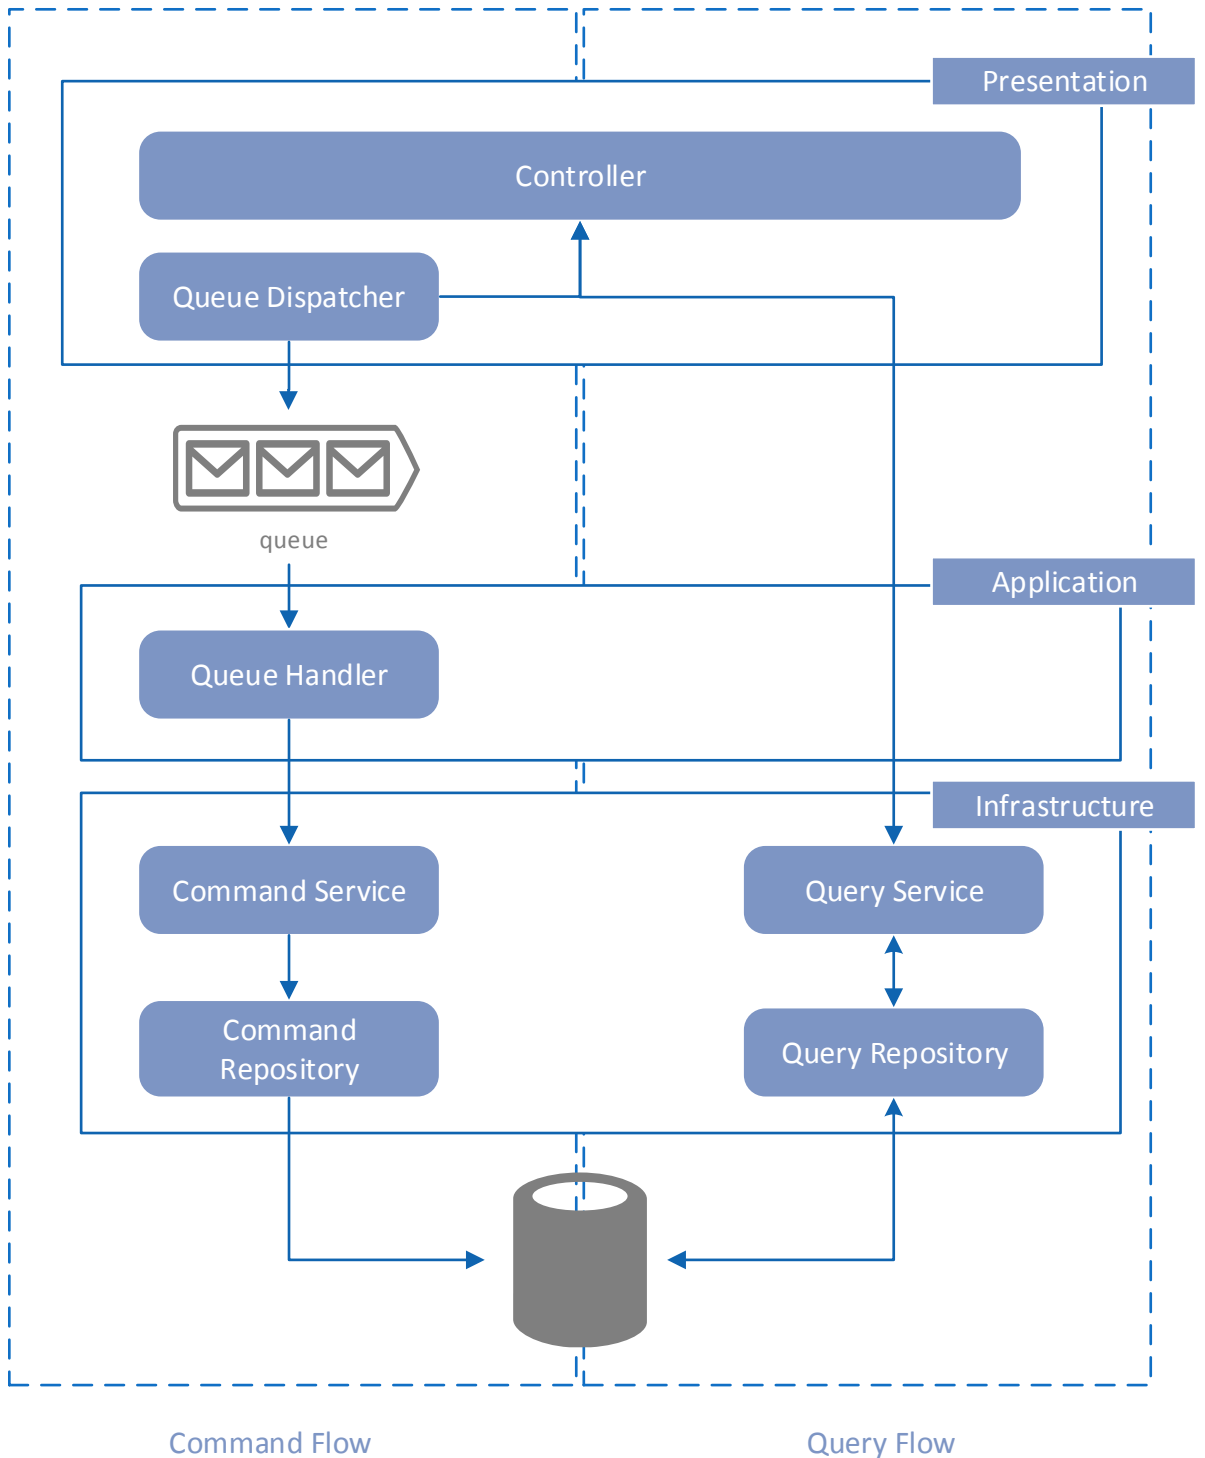 Presentation
Controller
Queue Dispatcher
queue
Application
Queue Handler
Infrastructure
Command Service
Query Service
Command
Repository
Query Repository
Command Flow
Query Flow